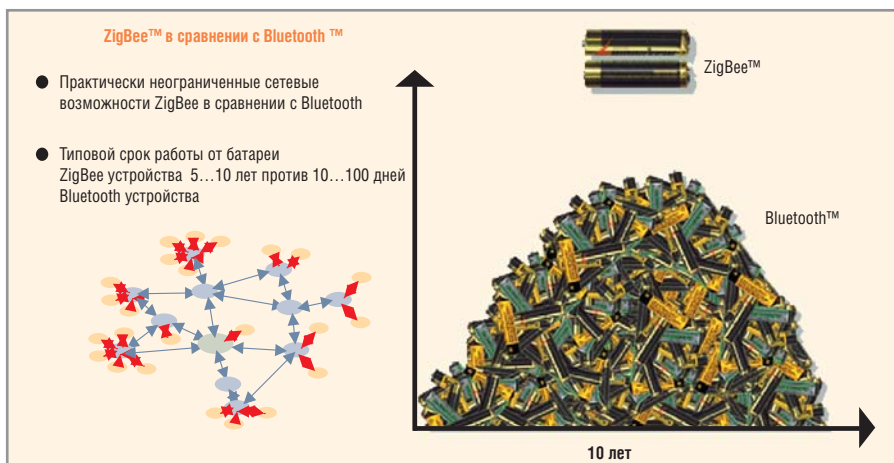 ZigBee™ в сравнении с Bluetooth ™
● Практически неограниченные сетевые
возможности ZigBee в сравнении с Bluetooth
● Типовой срок работы от батареи
ZigBee устройства 5...10 лет против 10...100 дней
Bluetooth устройства
ZigBee™
Bluetooth™
10 лет